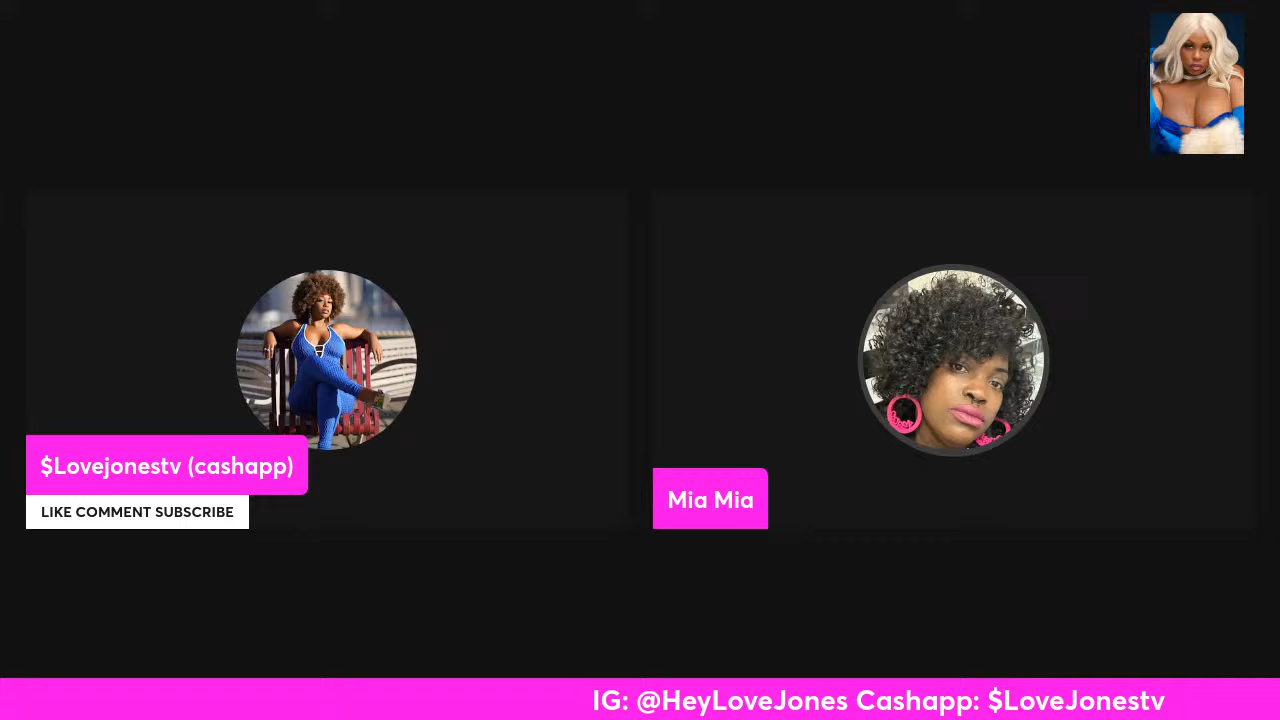 $Lovejonestv (cashapp)
LIKE COMMENT SUBSCRIBE
Mia Mia
IG: @HeyLoveJones Cashapp: $LoveJonestv